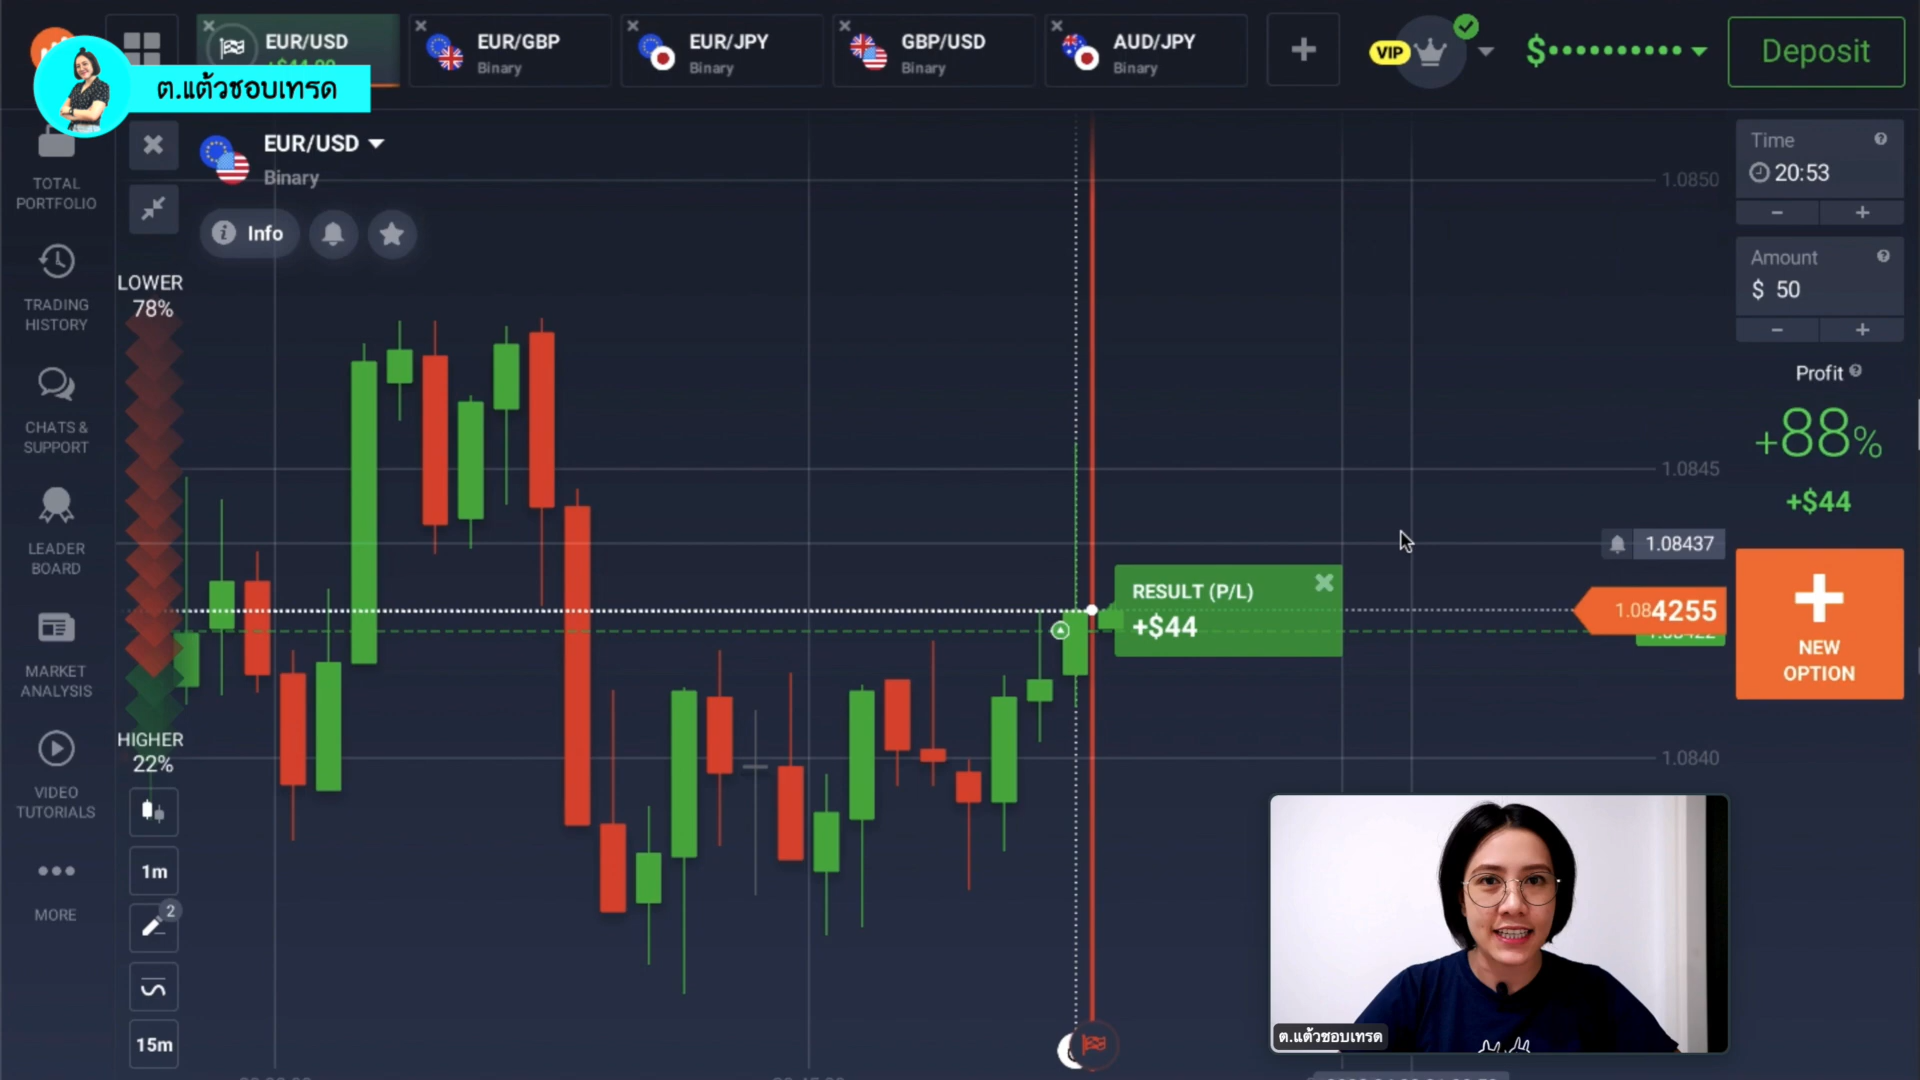 EUR/USD
EUR/GBP
Binary
EUR/JPY
Binary
GBP/USD
Binary
AUD/JPY
Binary
+
VIP
$
Deposit
ต.แต้วชอบเทรด
TOTAL
PORTFOLIO
TRADING
HISTORY
CHATS &
SUPPORT
LEADER
BOARD
MARKET
ANALYSIS
VIDEO
TUTORIALS
MORE
EUR/USD
Binary
Info
LOWER
78%
HIGHER
22%
1m
2
15m
RESULT (P/L)
+$44
1.0850
1.0845
1.08437
1.084255
1.0840
Time
20:53
- +
Amount
$ 50
- +
Profit
+88%
+$44
NEW
OPTION
ต.แต้วชอบเทรด